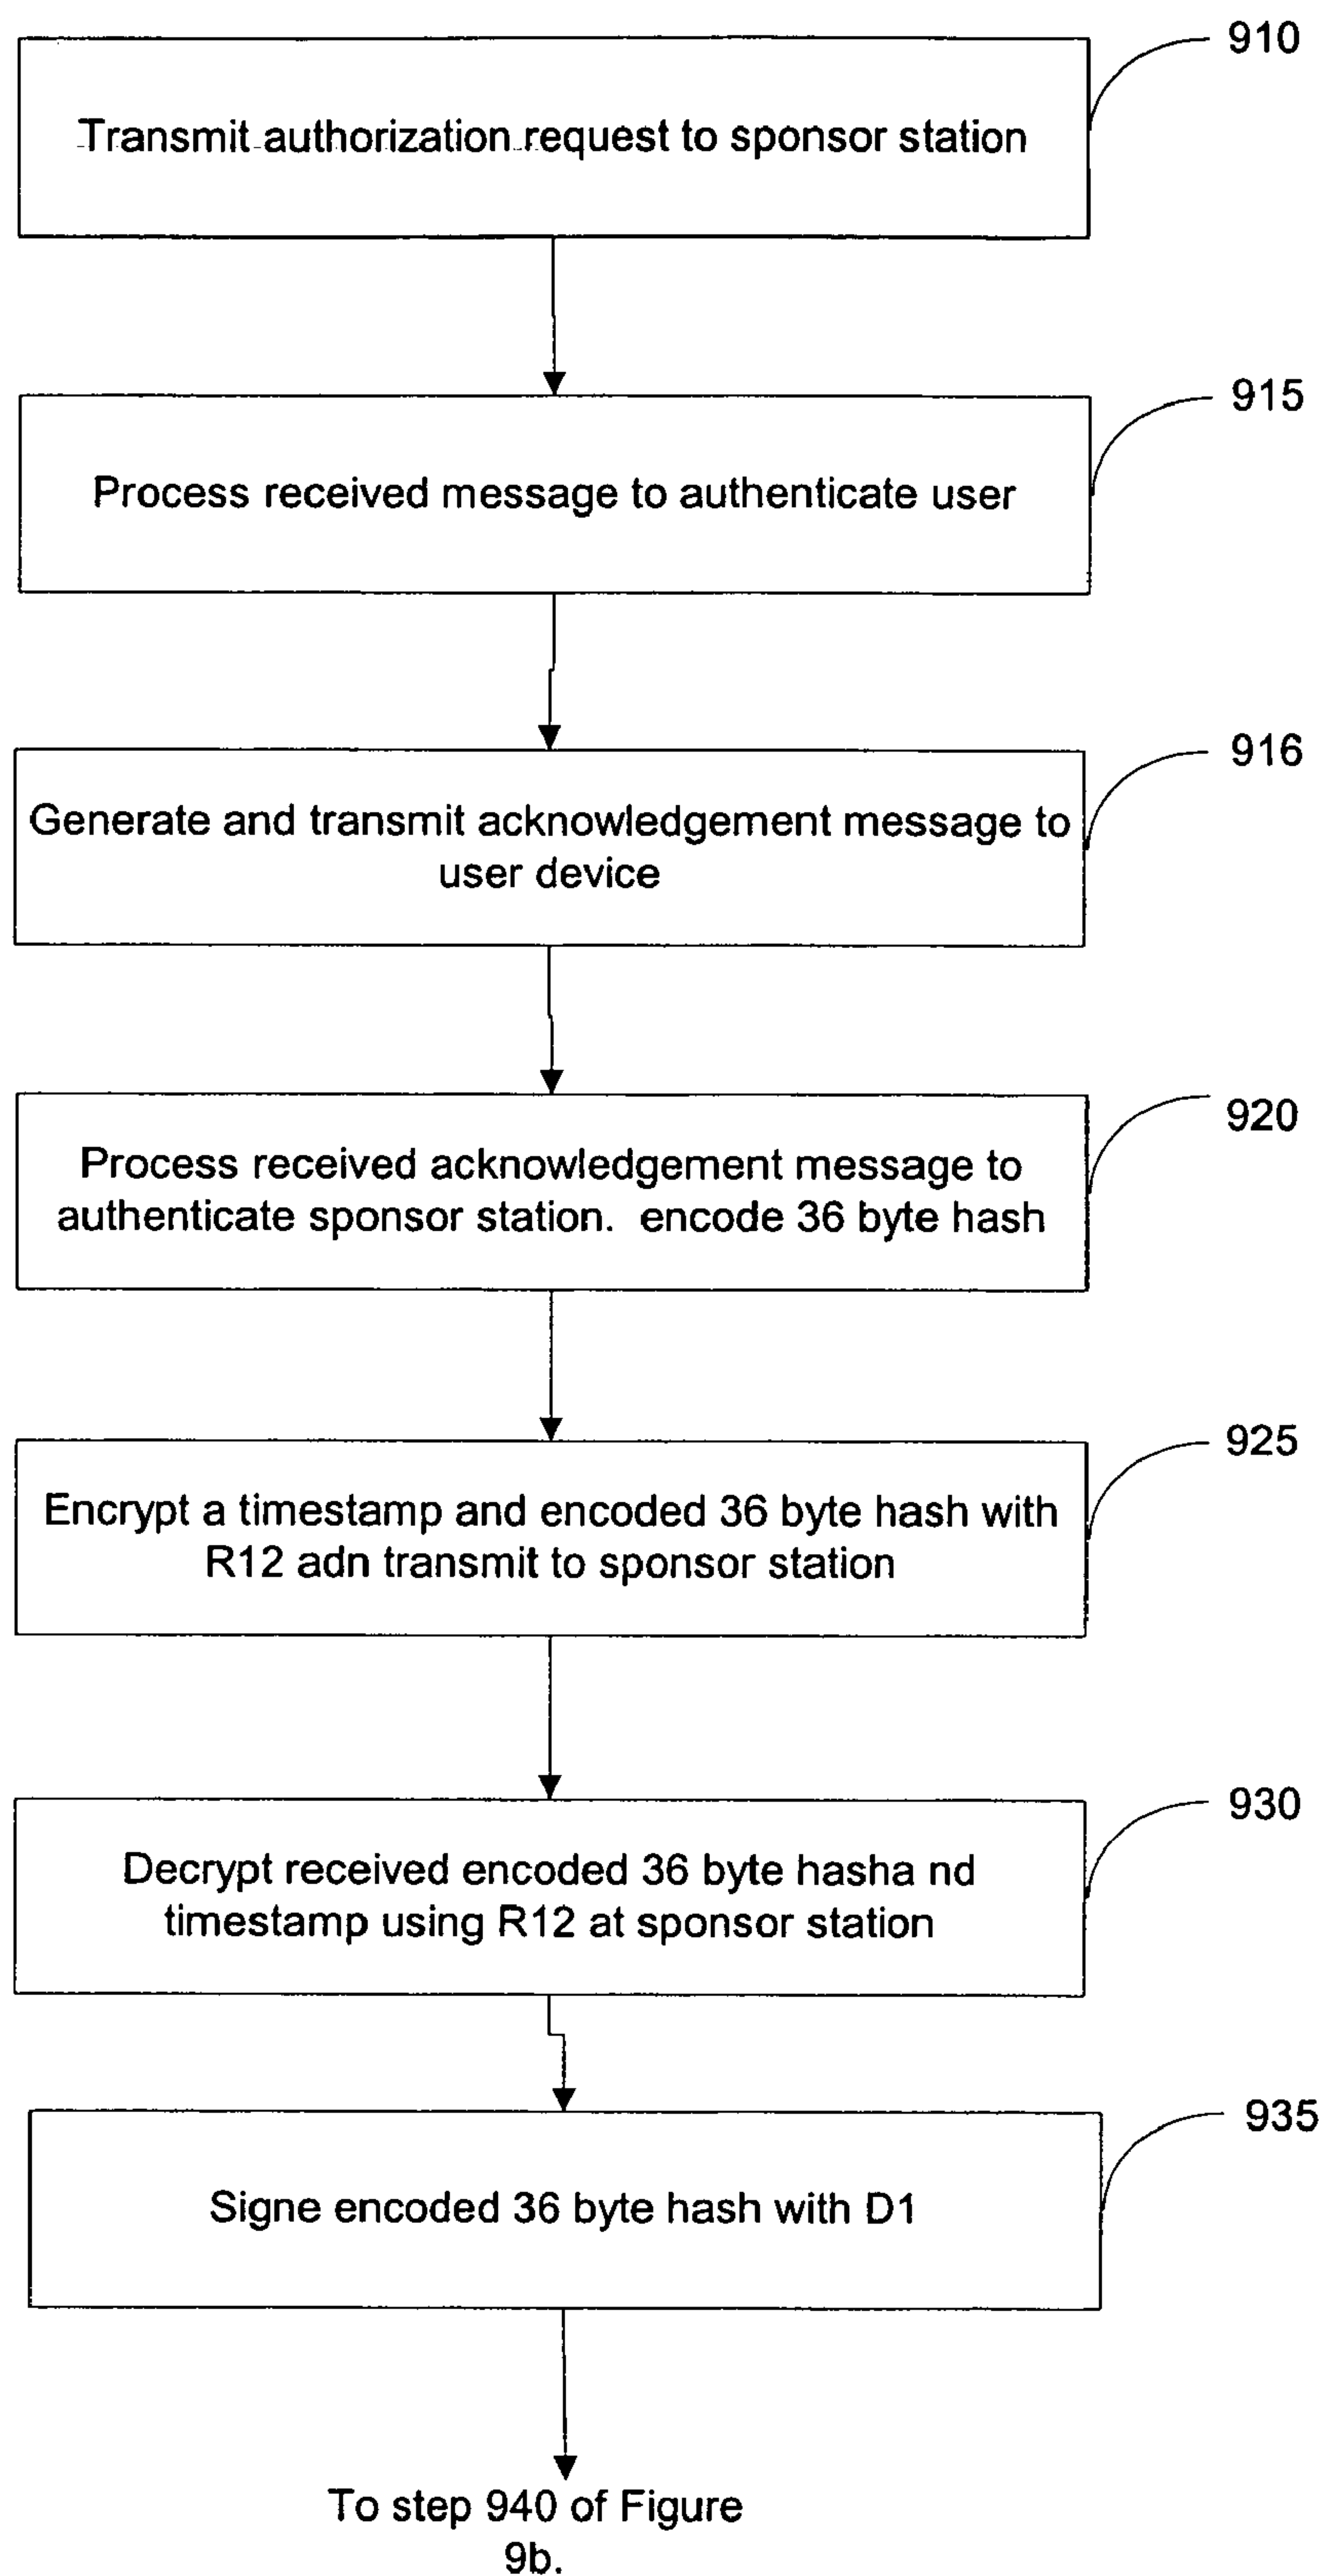 910
Transmit authorization request to sponsor station
915
Process received message to authenticate user
916
Generate and transmit acknowledgement message to
user device
920
Process received acknowledgement message to
authenticate sponsor station. encode 36 byte hash
925
Encrypt a timestamp and encoded 36 byte hash with
R12 adn transmit to sponsor station
930
Decrypt received encoded 36 byte hasha nd
timestamp using R12 at sponsor station
935
Signe encoded 36 byte hash with D1
To step 940 of Figure
9b.